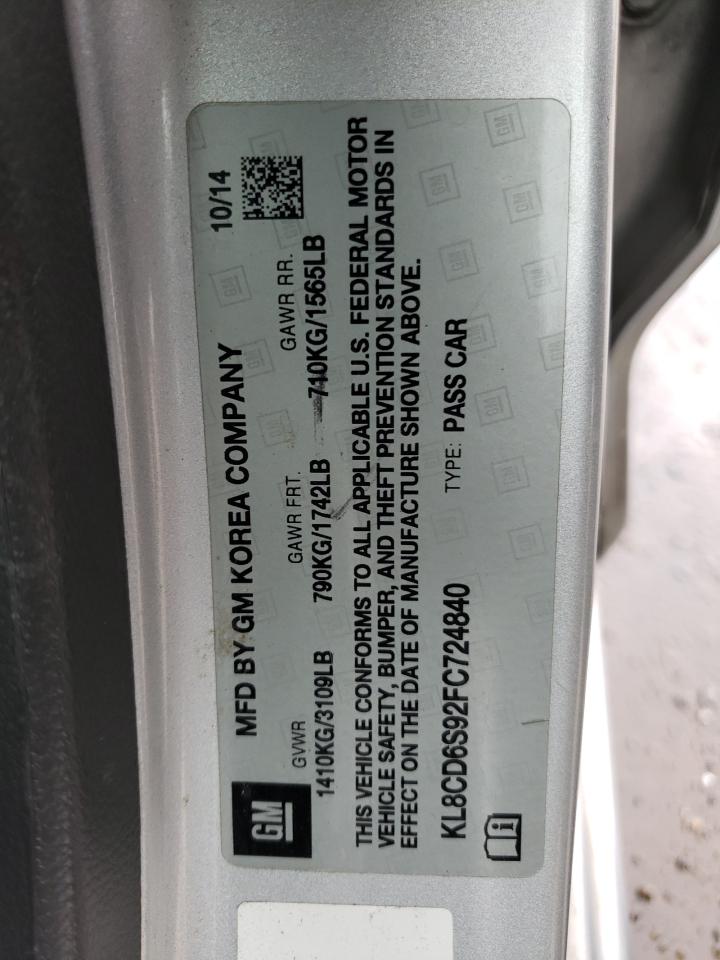 MFD BY GM KOREA COMPANY 10/14
GM
GVWR GAWR FRT. GAWR RR.
1410KG/3109LB 790KG/1742LB 710KG/1565LB
THIS VEHICLE CONFORMS TO ALL APPLICABLE U.S. FEDERAL MOTOR
VEHICLE SAFETY, BUMPER, AND THEFT PREVENTION STANDARDS IN
EFFECT ON THE DATE OF MANUFACTURE SHOWN ABOVE.
KL8CD6S92FC724840 TYPE: PASS CAR